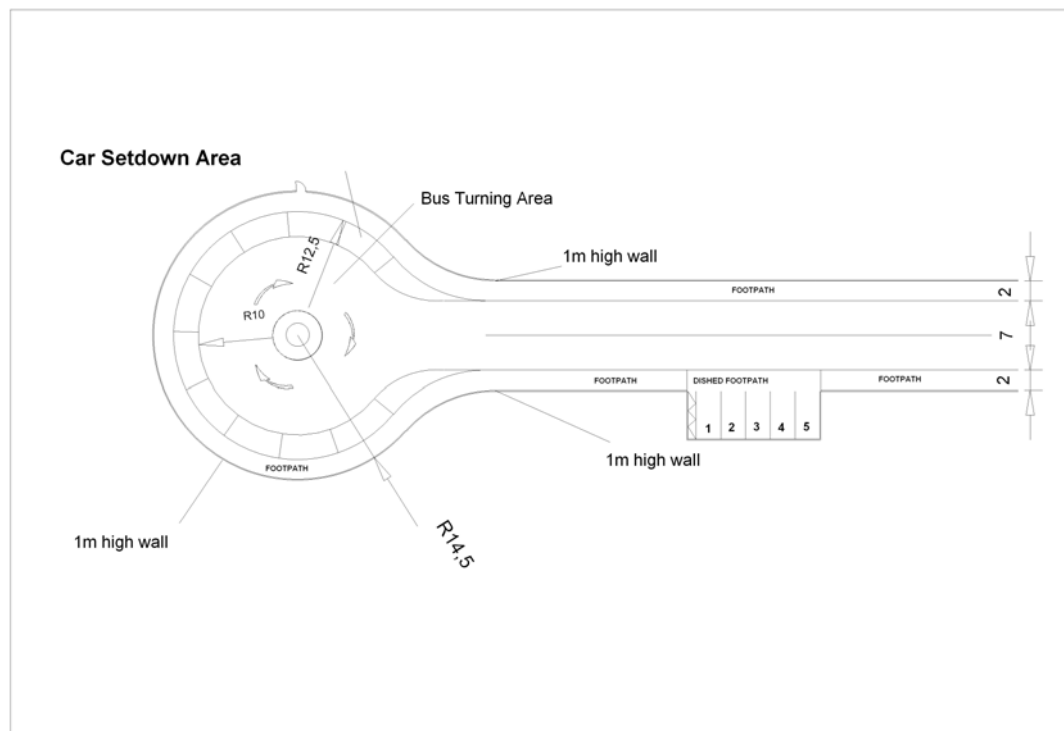 Car Setdown Area
Bus Turning Area
R12,5
1m high wall
FOOTPATH
2
R10
7
FOOTPATH
DISHED FOOTPATH
FOOTPATH
2
1 2 3 4 5
1m high wall
FOOTPATH
1m high wall
R14,5